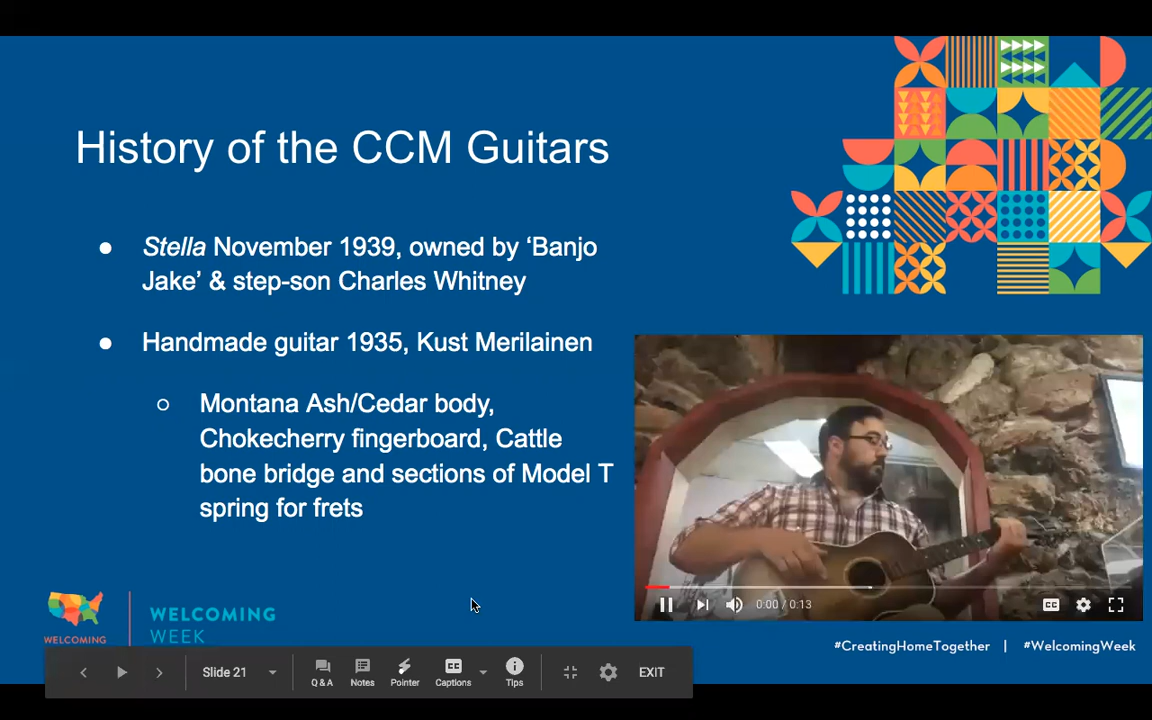 History of the CCM Guitars
● Stella November 1939, owned by ‘Banjo
Jake’ & step-son Charles Whitney
● Handmade guitar 1935, Kust Merilainen
○ Montana Ash/Cedar body,
Chokecherry fingerboard, Cattle
bone bridge and sections of Model T
spring for frets
0:00 / 0:13
CC
WELCOMING
WELCOMING
WEEK
#CreatingHomeTogether | #WelcomingWeek
Slide 21
Q & A
Notes
Pointer
CC
Captions
Tips
EXIT